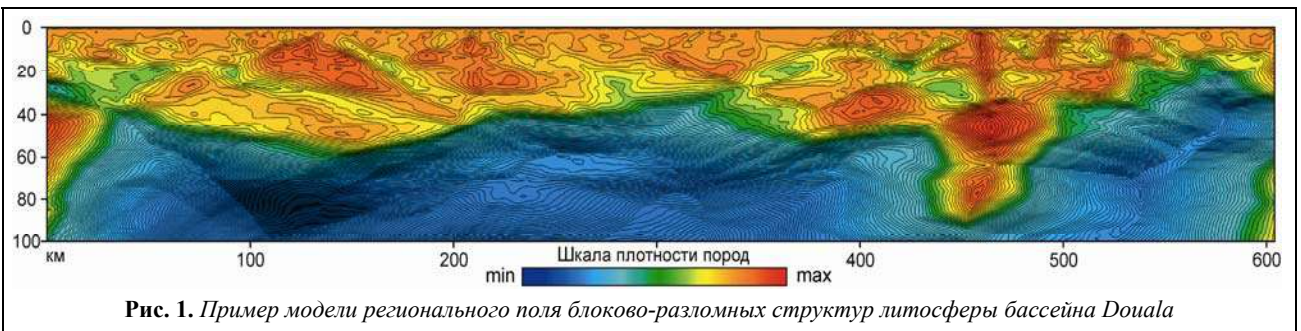 0
20
40
60
80
100
км 100 200 400 500 600
Шкала плотности пород
min max
Рис. 1. Пример модели регионального поля блоково-разломных структур литосферы бассейна Douala